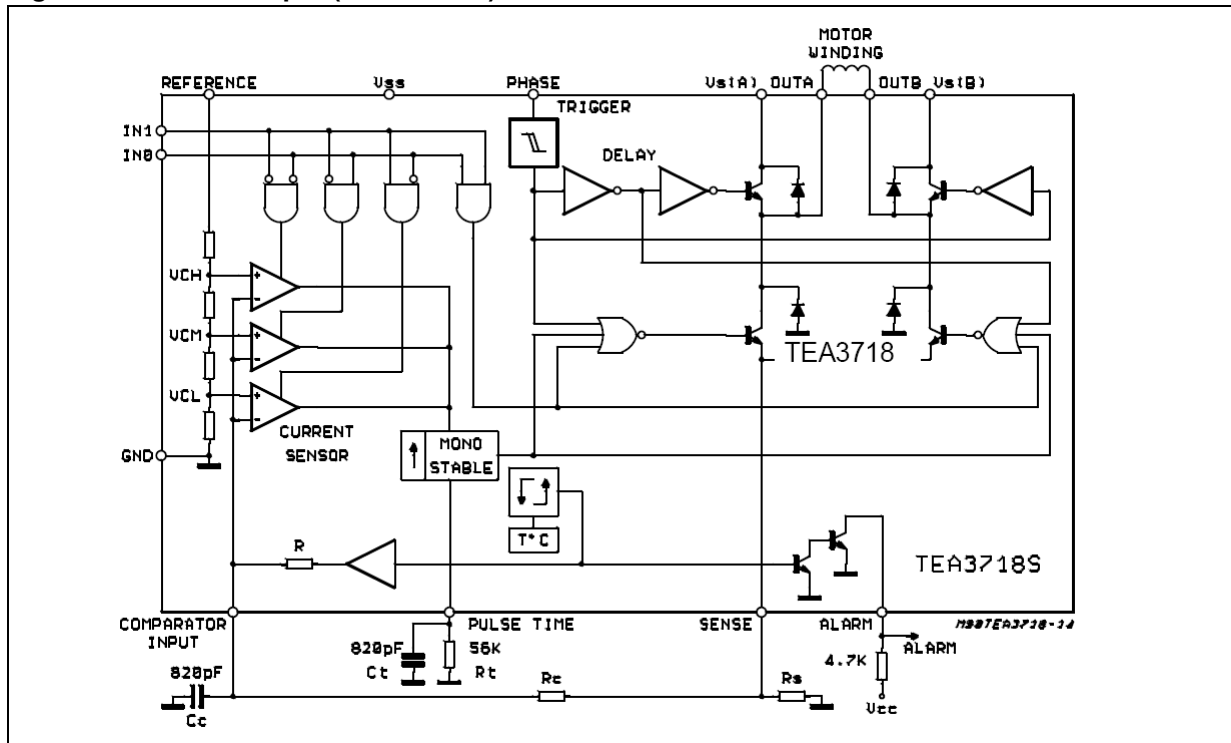 MOTOR
WINDING
REFERENCE
Vss
PHASE
Vs(A)
OUTA
OUTB
Vs(B)
TRIGGER
IN1
IN0
DELAY
VCH
VCM
TEA3718
VCL
CURRENT
SENSOR
MONO
STABLE
GND
T°C
R
TEA3718S
COMPARATOR
INPUT
PULSE TIME
SENSE
ALARM
ALARM
820pF
Ct
56K
Rt
4.7K
820pF
Cc
Rc
Rs
Vcc